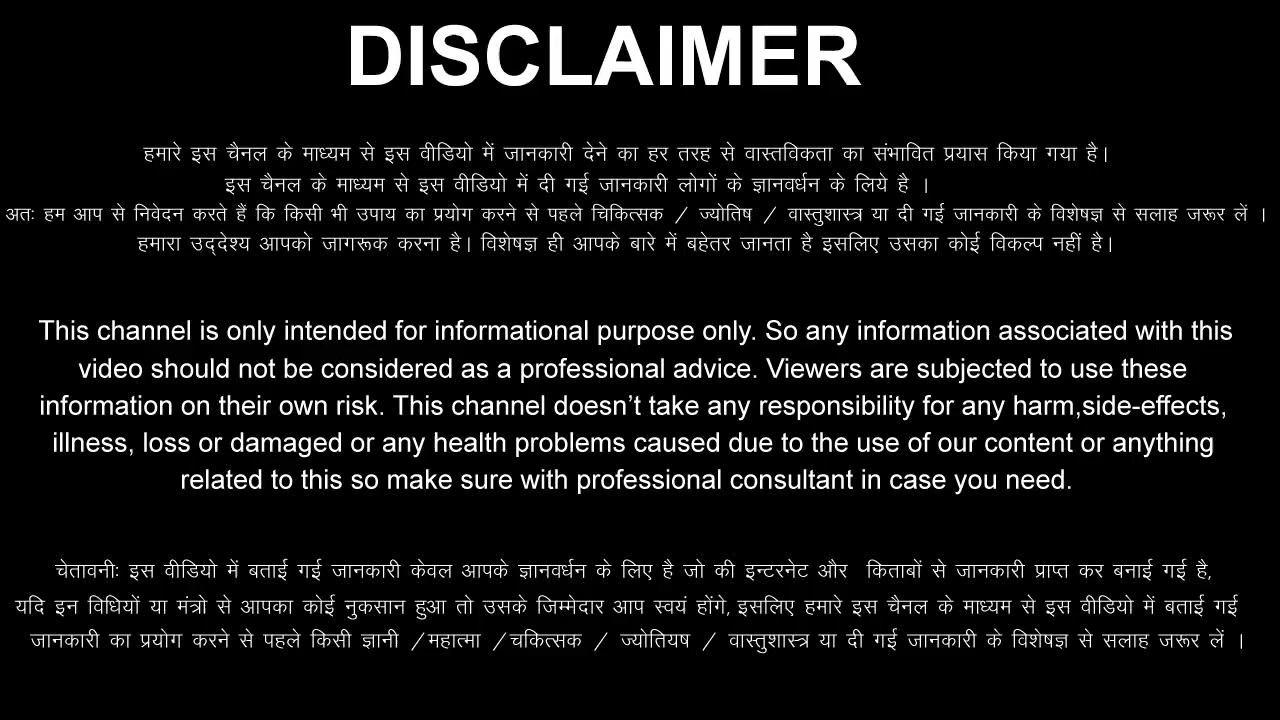 DISCLAIMER
हमारे इस चैनल के माध्यम से इस वीडियो में जानकारी देने का हर तरह से वास्तविकता का संभावित प्रयास किया गया है।
इस चैनल के माध्यम से इस वीडियो में दी गई जानकारी लोगों के ज्ञानवर्धन के लिये है ।
अतः हम आप से निवेदन करते हैं कि किसी भी उपाय का प्रयोग करने से पहले चिकित्सक / ज्योतिष / वास्तुशास्त्र या दी गई जानकारी के विशेषज्ञ से सलाह जरूर लें ।
हमारा उद्देश्य आपको जागरूक करना है। विशेषज्ञ ही आपके बारे में बहेतर जानता है इसलिए उसका कोई विकल्प नहीं है।
This channel is only intended for informational purpose only. So any information associated with this
video should not be considered as a professional advice. Viewers are subjected to use these
information on their own risk. This channel doesn’t take any responsibility for any harm,side-effects,
illness, loss or damaged or any health problems caused due to the use of our content or anything
related to this so make sure with professional consultant in case you need.
चेतावनीः इस वीडियो में बताई गई जानकारी केवल आपके ज्ञानवर्धन के लिए है जो की इन्टरनेट और किताबों से जानकारी प्राप्त कर बनाई गई है,
यदि इन विधियों या मंत्रो से आपका कोई नुकसान हुआ तो उसके जिम्मेदार आप स्वयं होंगे, इसलिए हमारे इस चैनल के माध्यम से इस वीडियो में बताई गई
जानकारी का प्रयोग करने से पहले किसी ज्ञानी /महात्मा /चकित्सक / ज्योतियष / वास्तुशास्त्र या दी गई जानकारी के विशेषज्ञ से सलाह जरूर लें ।